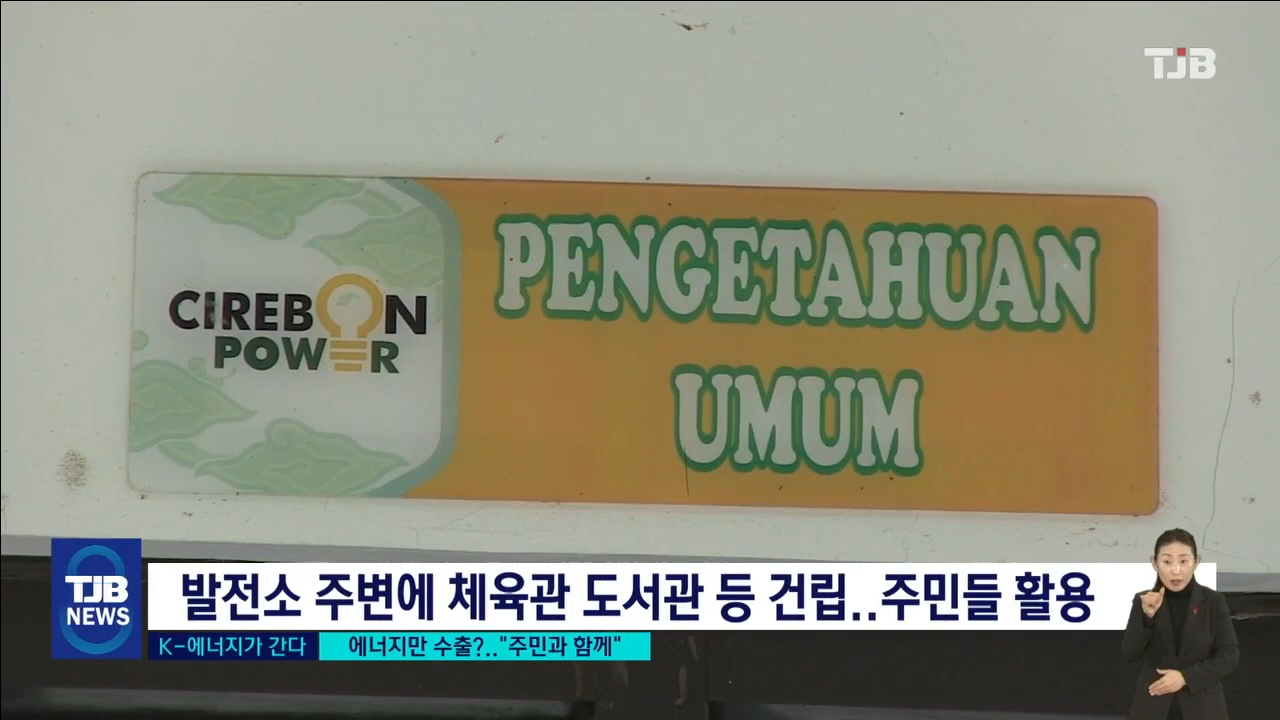 TJB
PENGETAHUAN
UMUM
CIREBON
POWER
발전소 주변에 체육관 도서관 등 건립..주민들 활용
TJB 8
NEWS
K-에너지가 간다
에너지만 수출?.."주민과 함께"